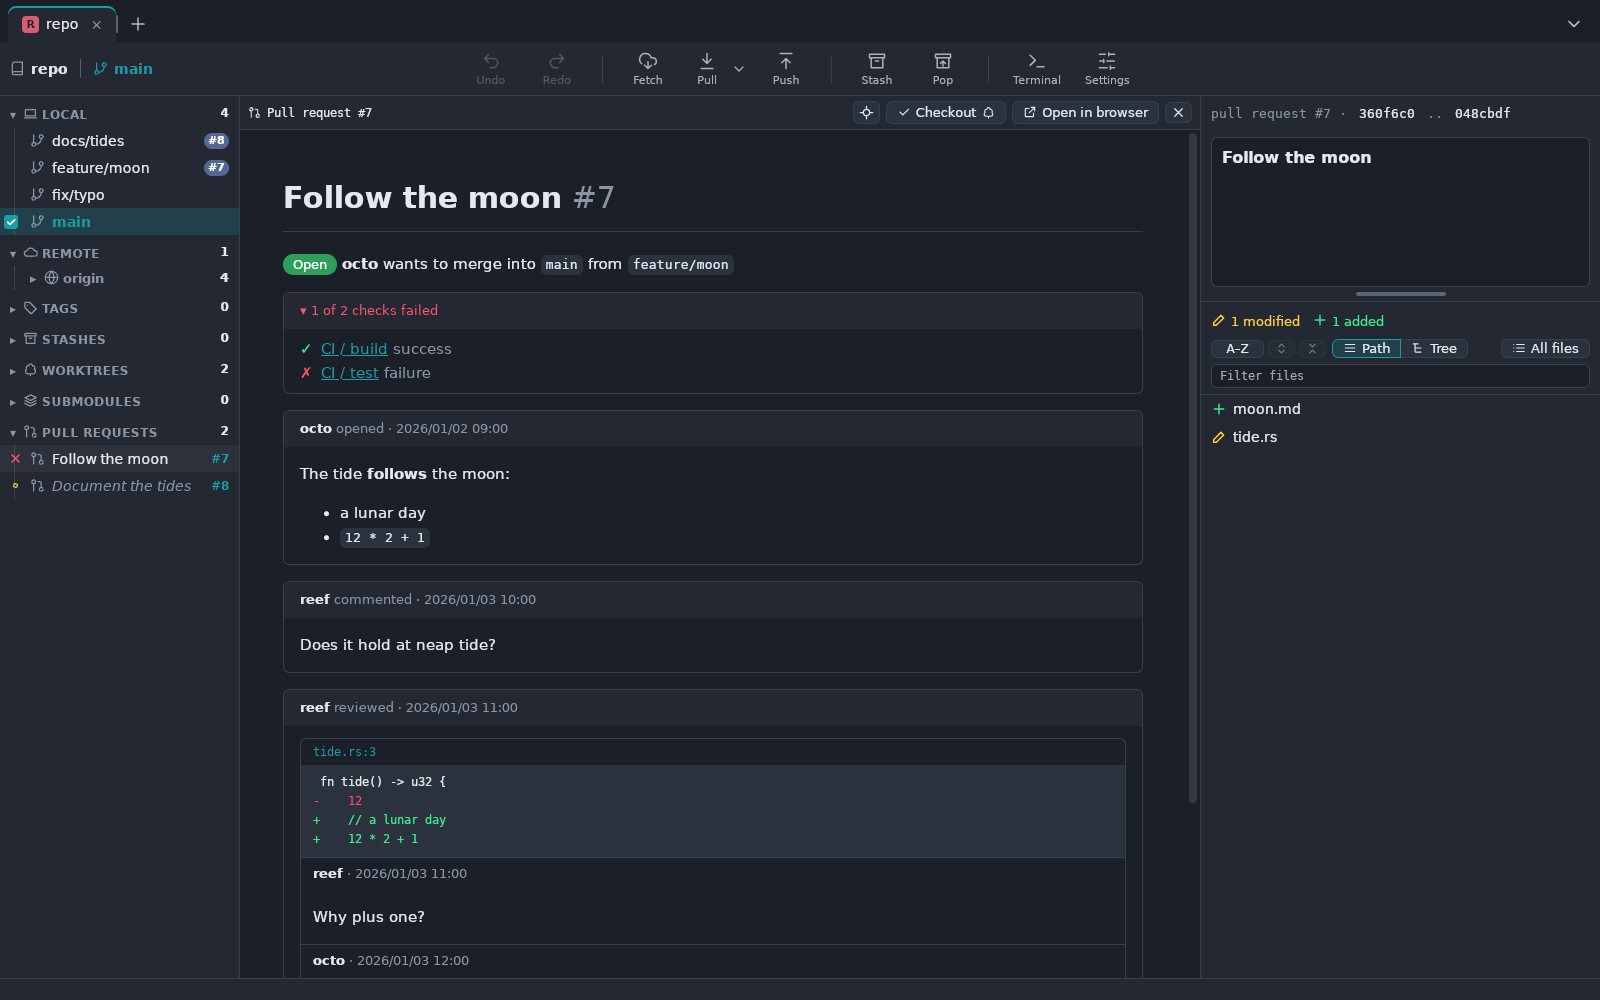 R repo
repo main
Undo Redo Fetch Pull Push Stash Pop Terminal Settings
LOCAL 4
docs/tides #8
feature/moon #7
fix/typo
main
REMOTE 1
origin 4
TAGS 0
STASHES 0
WORKTREES 2
SUBMODULES 0
PULL REQUESTS 2
Follow the moon #7
Document the tides #8
Pull request #7 Checkout Open in browser
Follow the moon #7
Open octo wants to merge into main from feature/moon
1 of 2 checks failed
✓ CI / build success
✗ CI / test failure
octo opened · 2026/01/02 09:00
The tide follows the moon:
• a lunar day
• 12 * 2 + 1
reef commented · 2026/01/03 10:00
Does it hold at neap tide?
reef reviewed · 2026/01/03 11:00
tide.rs:3
fn tide() -> u32 {
- 12
+ // a lunar day
+ 12 * 2 + 1
reef · 2026/01/03 11:00
Why plus one?
octo · 2026/01/03 12:00
pull request #7 · 360f6c0 .. 048cbdf
Follow the moon
1 modified + 1 added
A–Z Path Tree All files
Filter files
+ moon.md
tide.rs